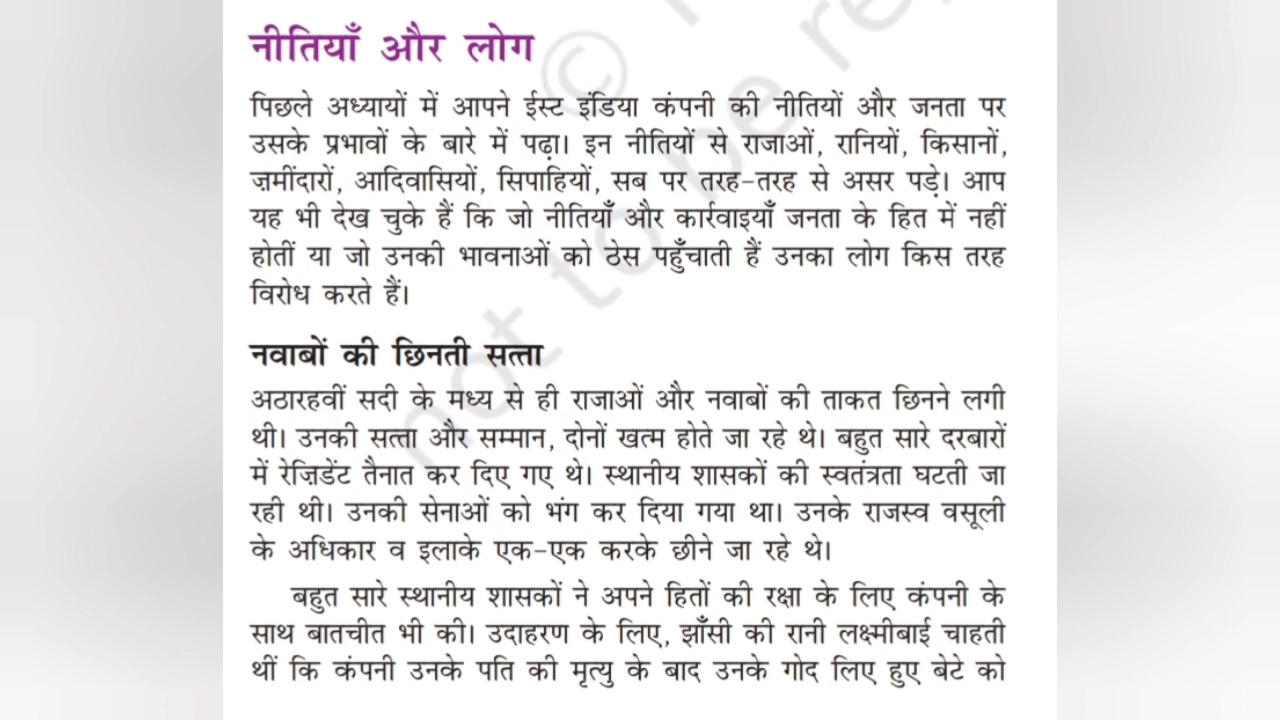 नीतियाँ और लोग
पिछले अध्यायों में आपने ईस्ट इंडिया कंपनी की नीतियों और जनता पर
उसके प्रभावों के बारे में पढ़ा। इन नीतियों से राजाओं, रानियों, किसानों,
ज़मींदारों, आदिवासियों, सिपाहियों, सब पर तरह-तरह से असर पड़े। आप
यह भी देख चुके हैं कि जो नीतियाँ और कार्रवाइयाँ जनता के हित में नहीं
होतीं या जो उनकी भावनाओं को ठेस पहुँचाती हैं उनका लोग किस तरह
विरोध करते हैं।
नवाबों की छिनती सत्ता
अठारहवीं सदी के मध्य से ही राजाओं और नवाबों की ताकत छिनने लगी
थी। उनकी सत्ता और सम्मान, दोनों खत्म होते जा रहे थे। बहुत सारे दरबारों
में रेज़िडेंट तैनात कर दिए गए थे। स्थानीय शासकों की स्वतंत्रता घटती जा
रही थी। उनकी सेनाओं को भंग कर दिया गया था। उनके राजस्व वसूली
के अधिकार व इलाके एक-एक करके छीने जा रहे थे।
बहुत सारे स्थानीय शासकों ने अपने हितों की रक्षा के लिए कंपनी के
साथ बातचीत भी की। उदाहरण के लिए, झाँसी की रानी लक्ष्मीबाई चाहती
थीं कि कंपनी उनके पति की मृत्यु के बाद उनके गोद लिए हुए बेटे को
© not to be re